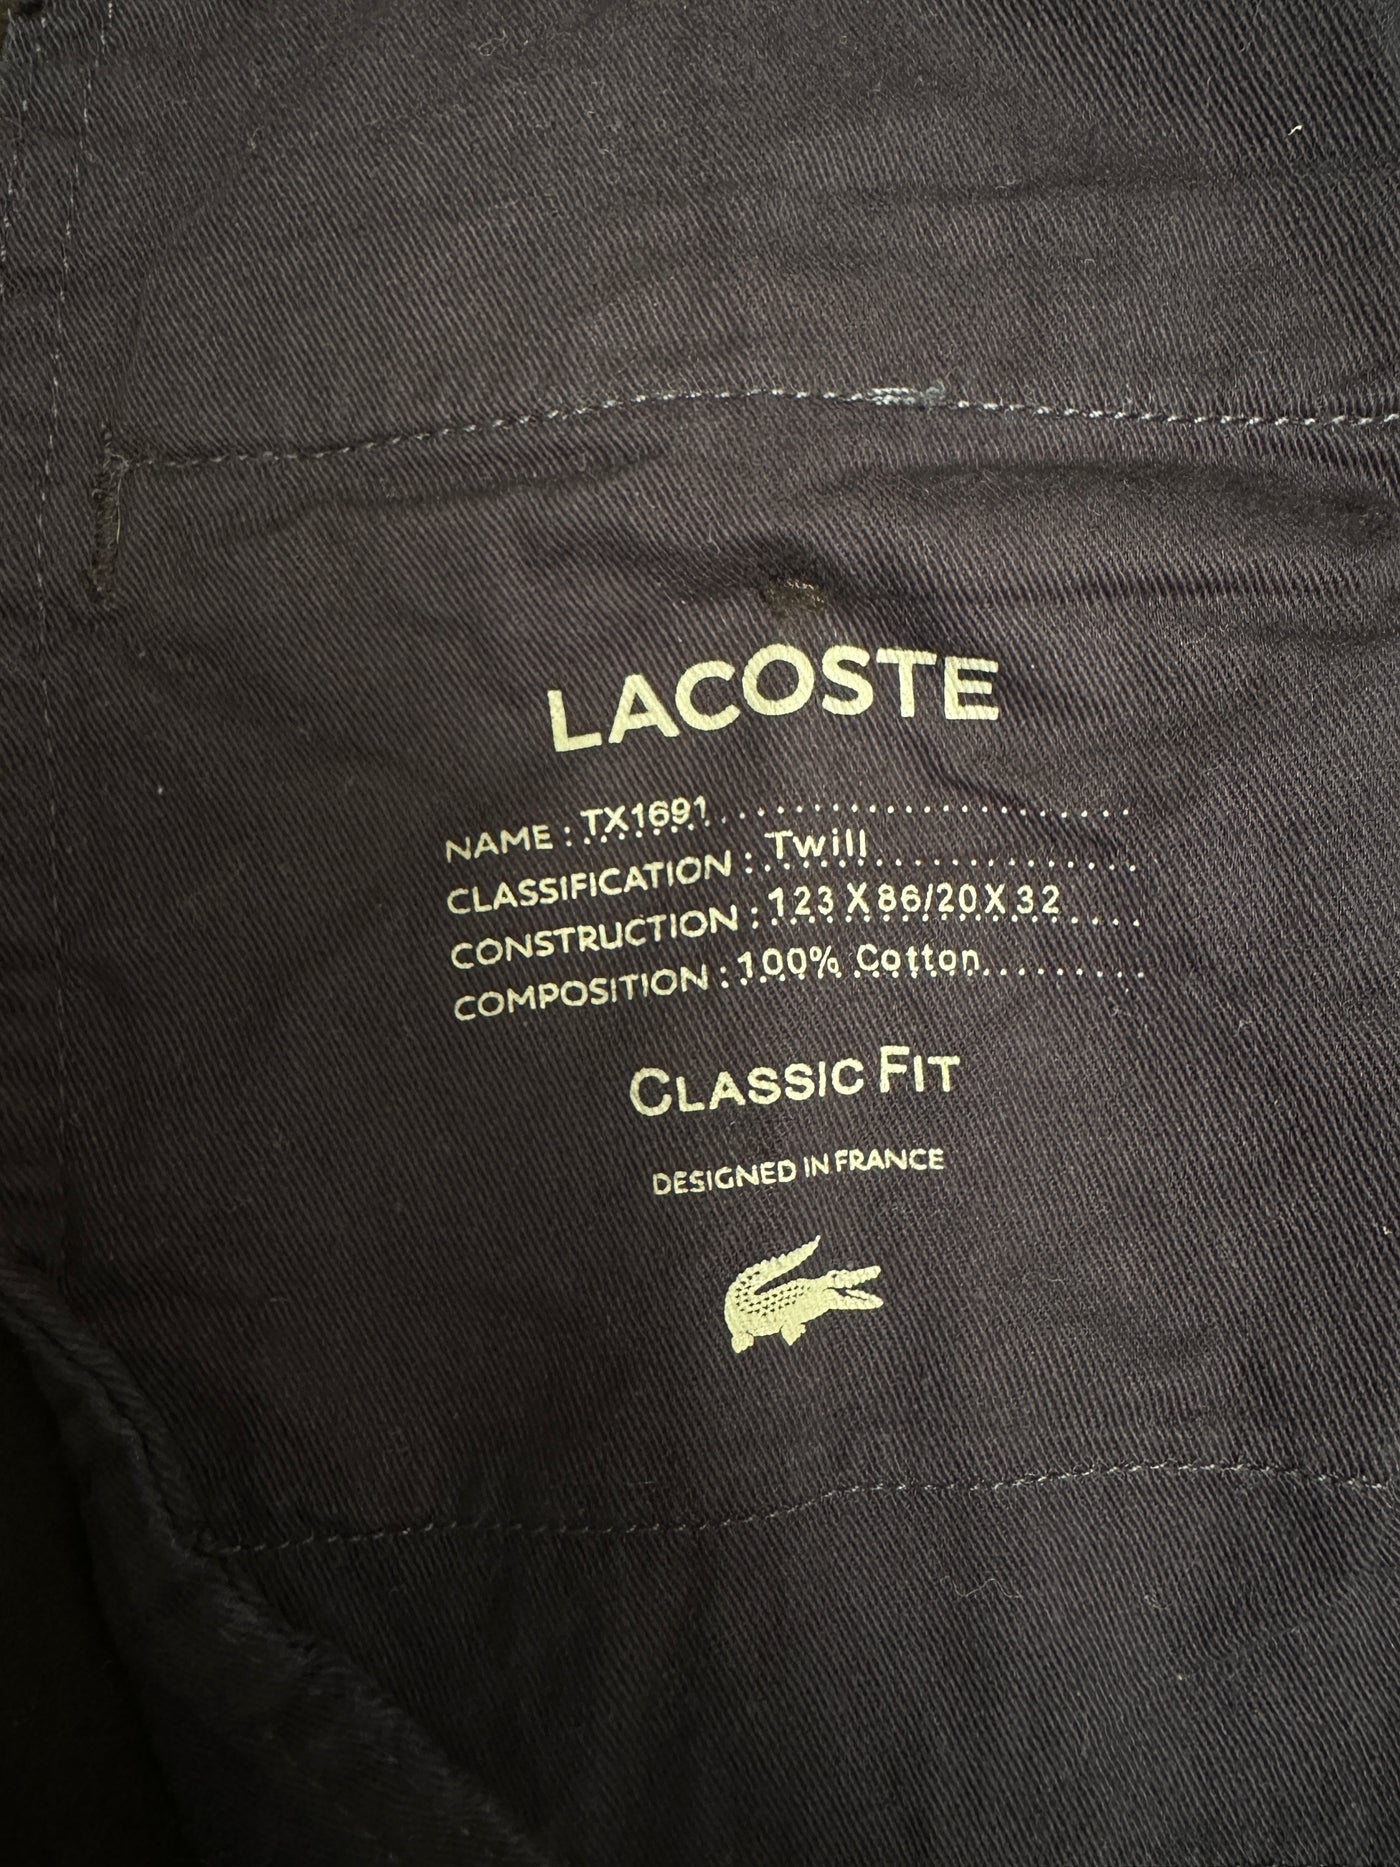 LACOSTE
NAME : TX1691
CLASSIFICATION : Twill
CONSTRUCTION : 123 X 86/20 X 32
COMPOSITION : 100% Cotton
CLASSIC FIT
DESIGNED IN FRANCE